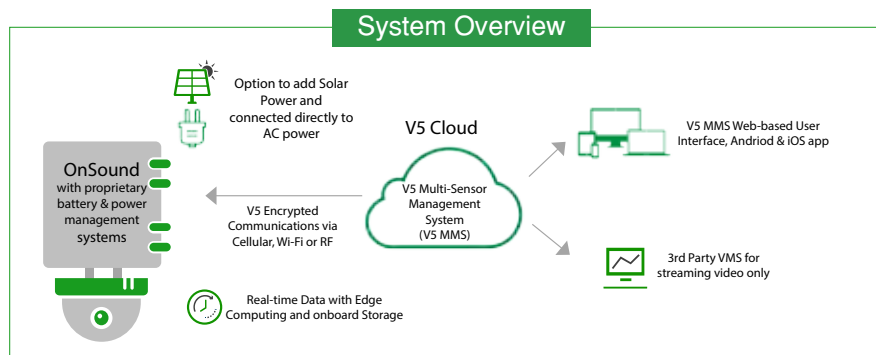 System Overview
Option to add Solar
Power and
connected directly to
AC power
OnSound
with proprietary
battery & power
management
systems
V5 Encrypted
Communications via
Cellular, Wi-Fi or RF
Real-time Data with Edge
Computing and onboard Storage
V5 Cloud
V5 Multi-Sensor
Management
System
(V5 MMS)
V5 MMS Web-based User
Interface, Andriod & iOS app
3rd Party VMS for
streaming video only